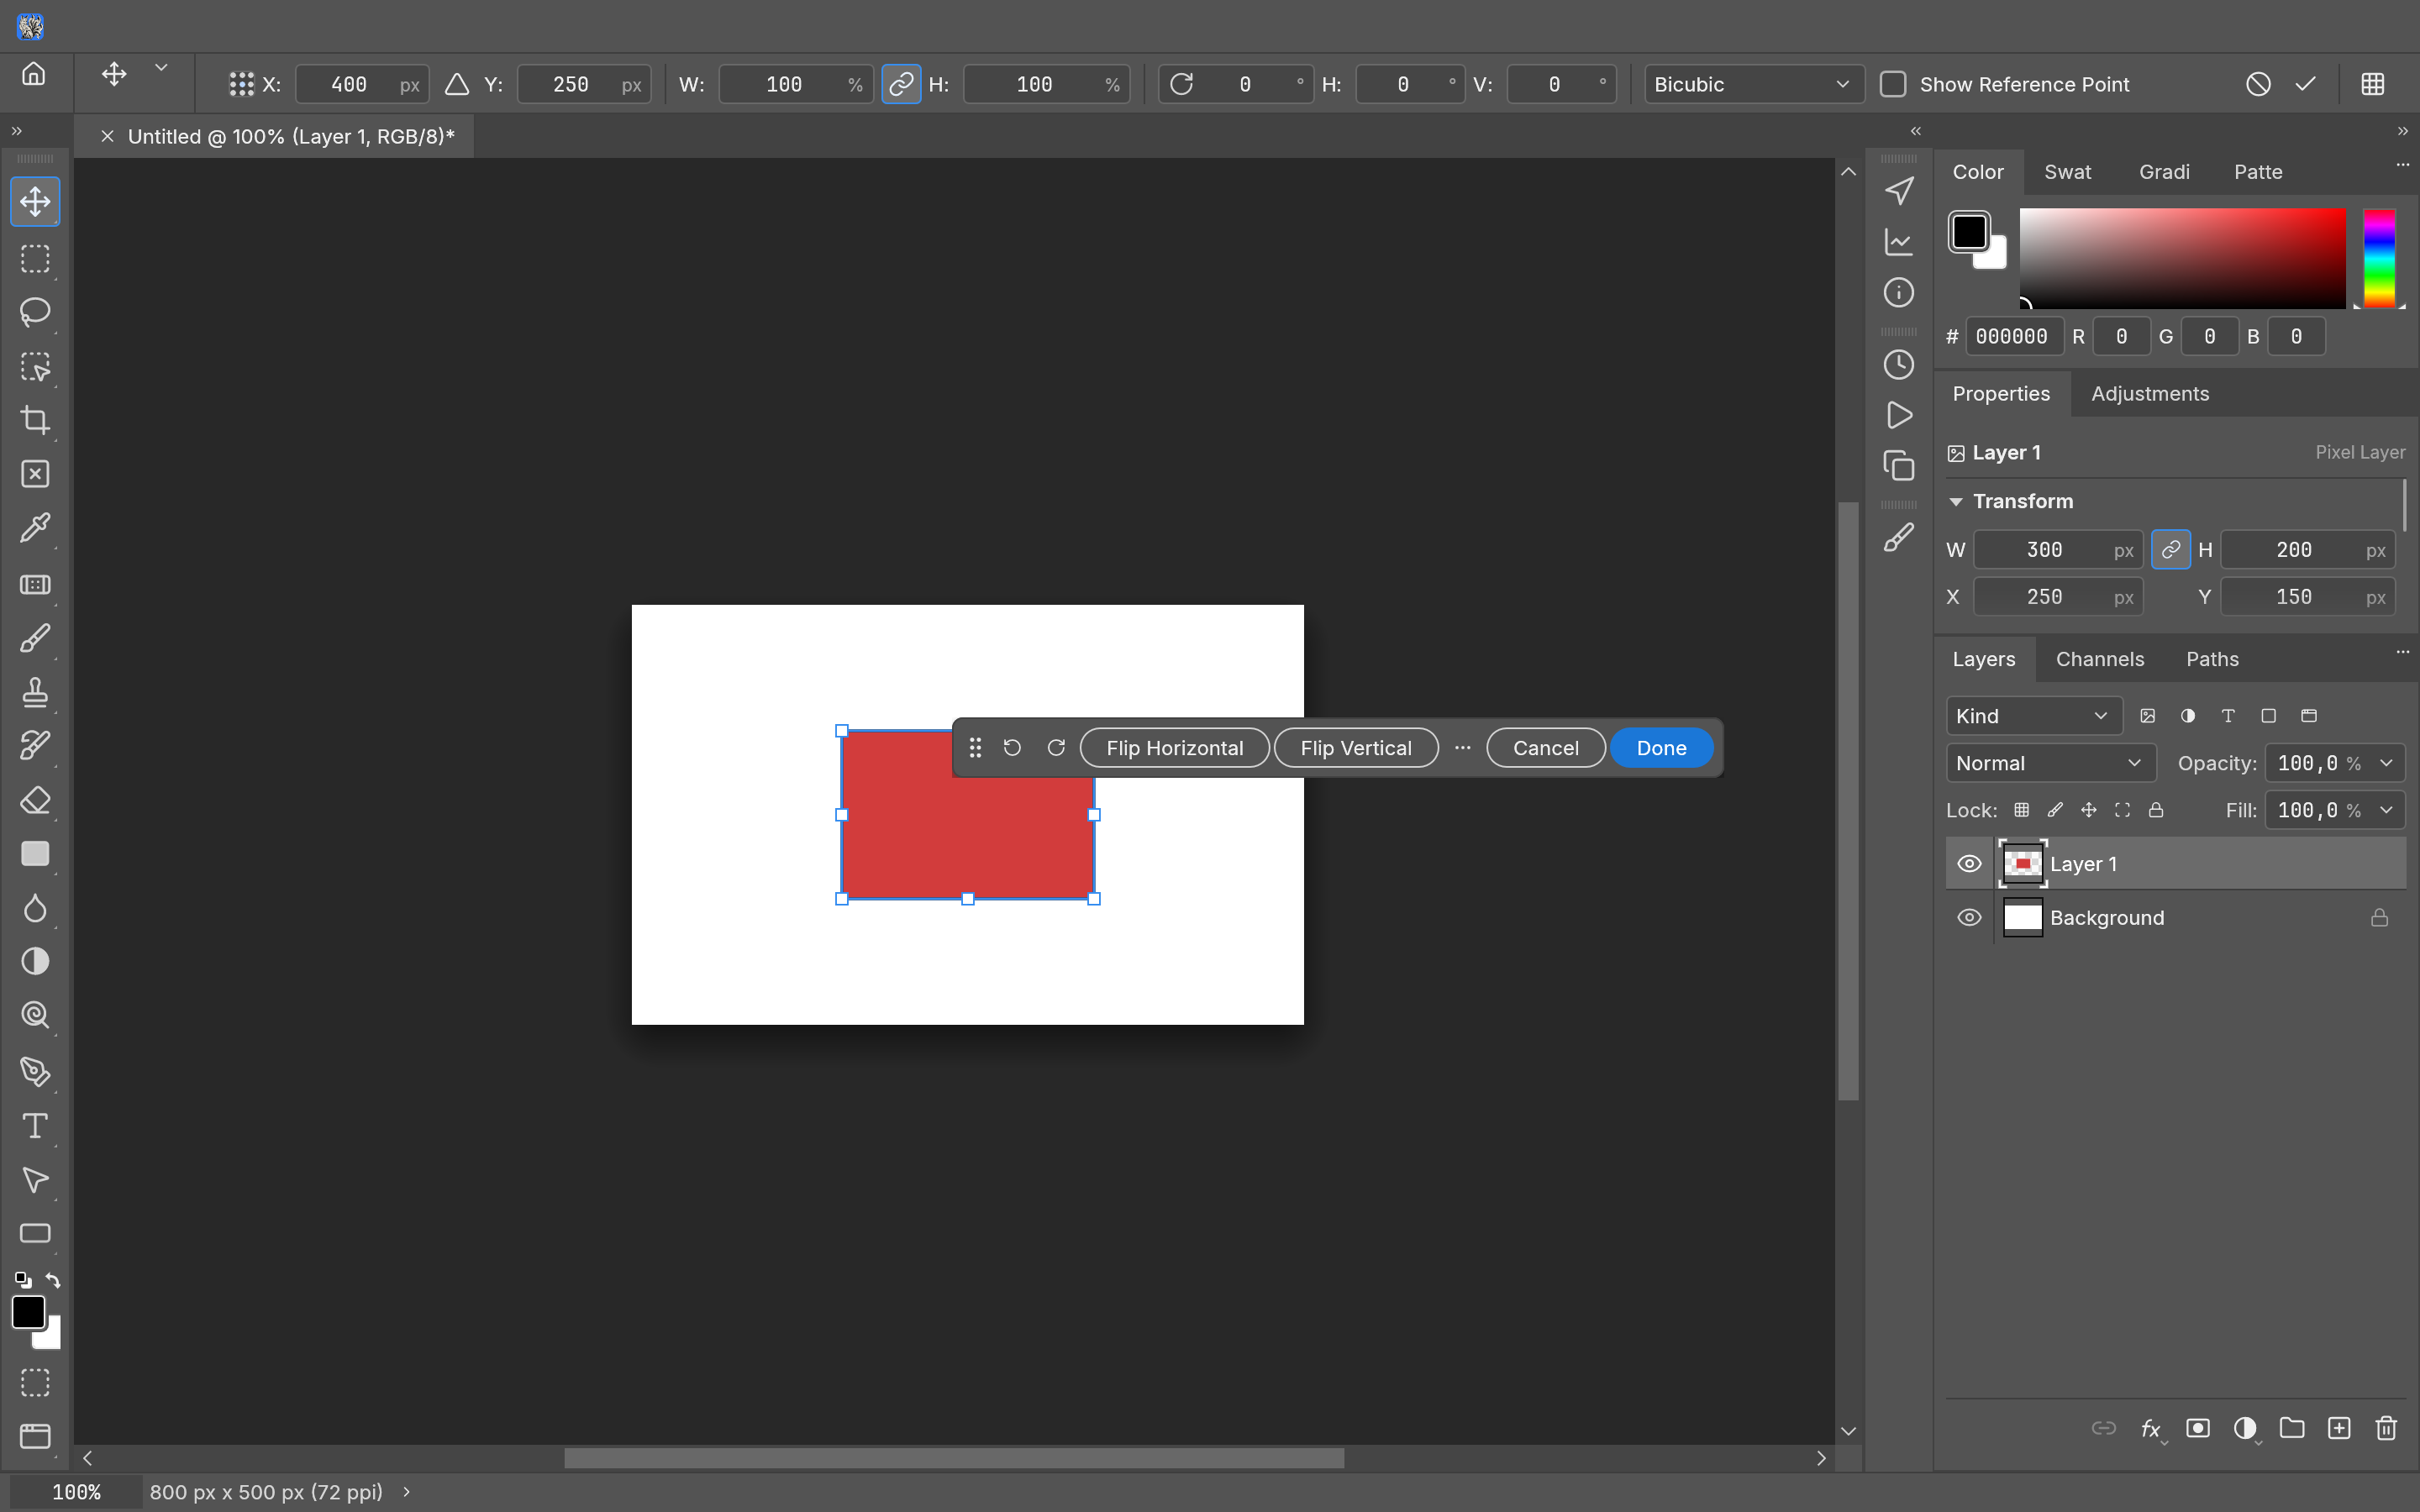 X: 400 px Y: 250 px W: 100 % H: 100 % 0 ° H: 0 ° V: 0 ° Bicubic Show Reference Point
Untitled @ 100% (Layer 1, RGB/8)*
Color Swat Gradi Patte
# 000000 R 0 G 0 B 0
Properties Adjustments
Layer 1 Pixel Layer
Transform
W 300 px H 200 px
X 250 px Y 150 px
Layers Channels Paths
Kind
Flip Horizontal Flip Vertical Cancel Done
Normal Opacity: 100,0 %
Lock: Fill: 100,0 %
Layer 1
Background
fx
100% 800 px x 500 px (72 ppi)